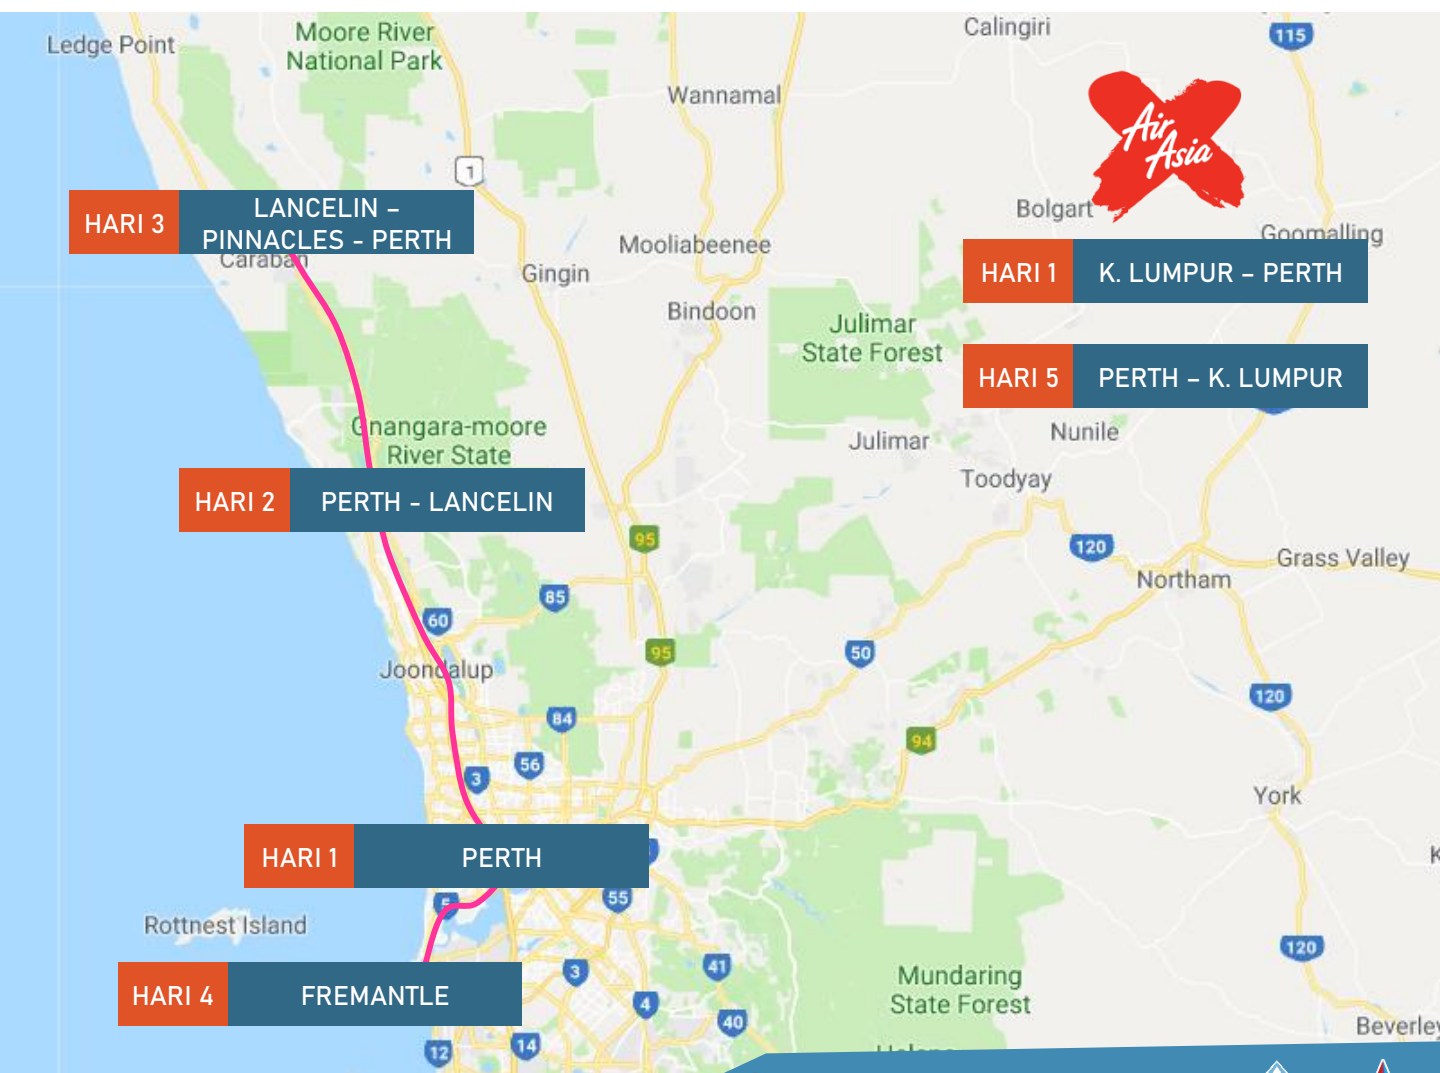 Ledge Point
Moore River
National Park
Calingiri
115
Wannamal
Air
Asia
1
HARI 3
LANCELIN –
PINNACLES - PERTH
Caraban
Bolgart
Goomalling
Mooliabeenee
Gingin
HARI 1
K. LUMPUR – PERTH
Bindoon
Julimar
State Forest
HARI 5
PERTH – K. LUMPUR
Gnangara-moore
River State
Julimar
Nunile
Toodyay
HARI 2
PERTH - LANCELIN
95
120
Grass Valley
Northam
85
60
95
50
Joondalup
120
84
94
56
3
York
HARI 1
PERTH
K
5
55
Rottnest Island
120
41
3
Mundaring
State Forest
HARI 4
FREMANTLE
4
40
Beverley
14
12